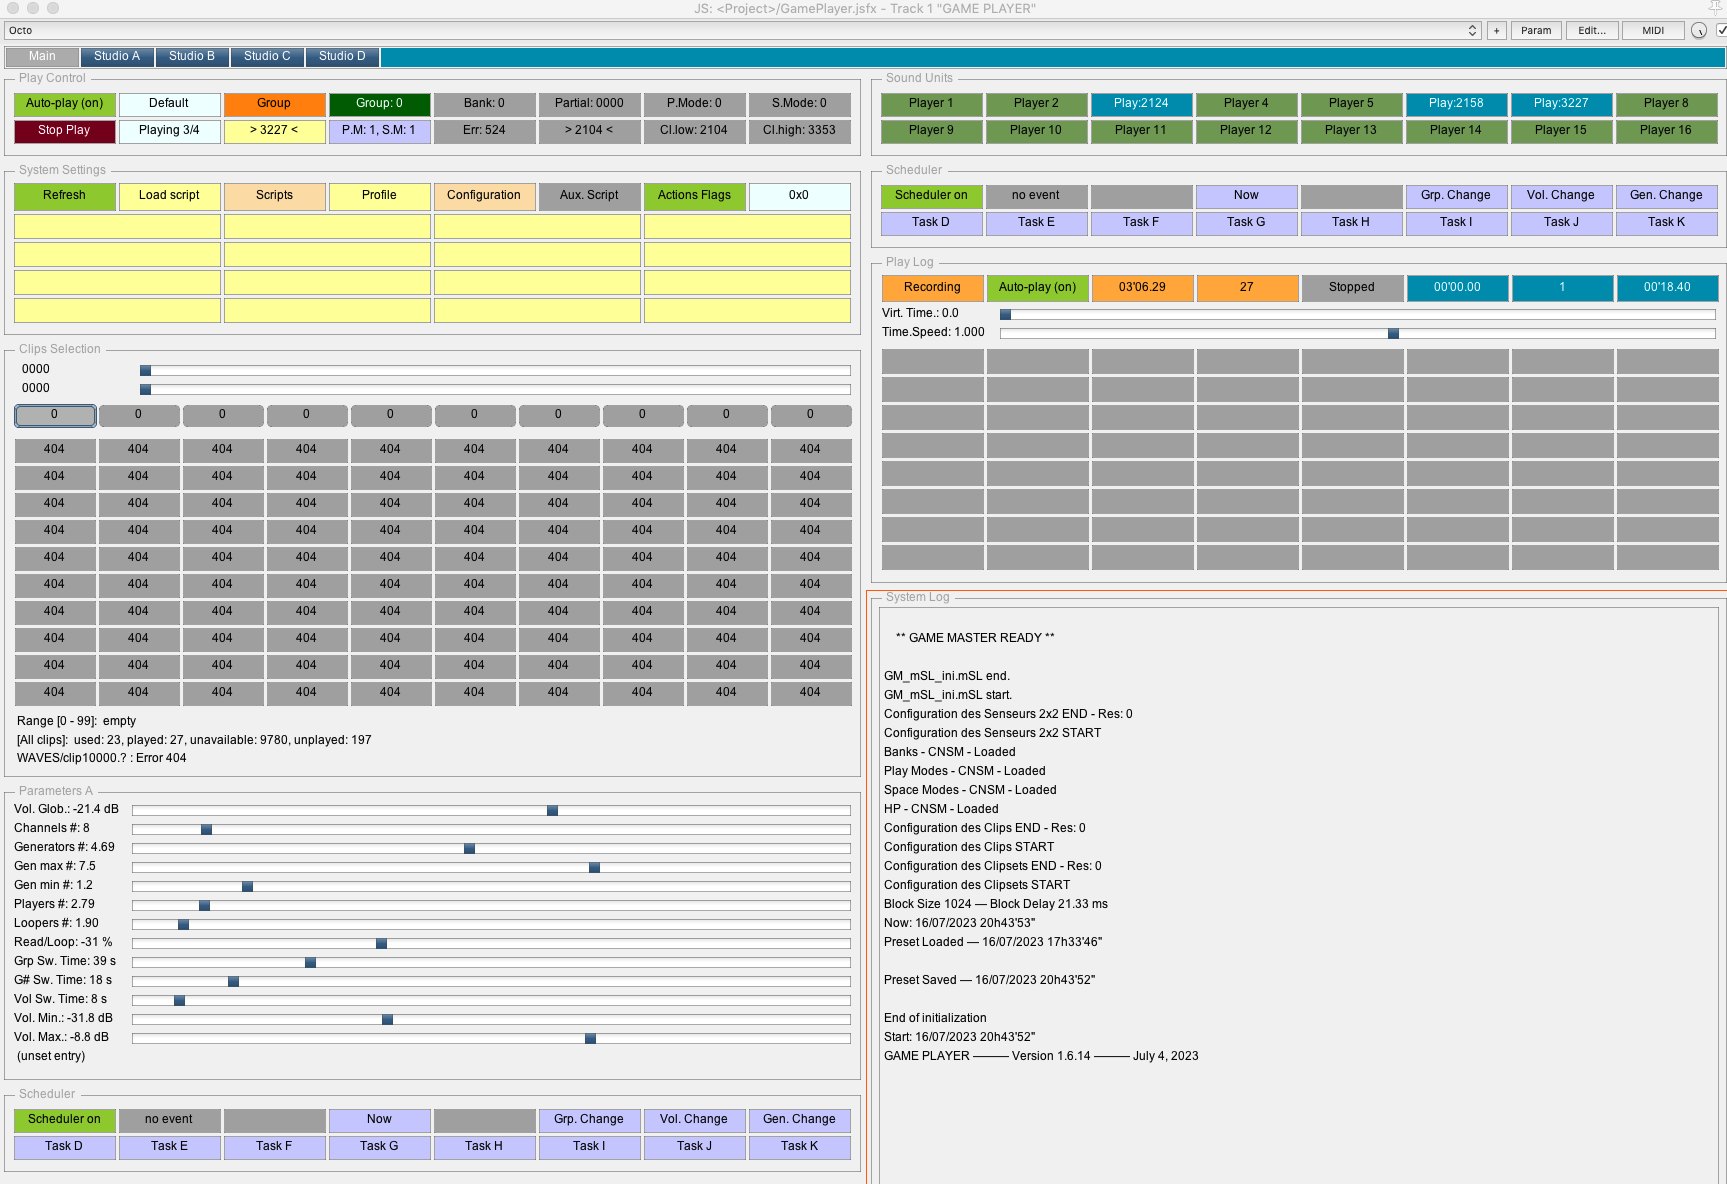 JS: <Project>/GamePlayer.jsfx - Track 1 "GAME PLAYER"
Octo + Param Edit... MIDI
Main Studio A Studio B Studio C Studio D
Play Control
Auto-play (on) Default Group Group: 0 Bank: 0 Partial: 0000 P.Mode: 0 S.Mode: 0
Stop Play Playing 3/4 > 3227 < P.M: 1, S.M: 1 Err: 524 > 2104 < Cl.low: 2104 Cl.high: 3353
System Settings
Refresh Load script Scripts Profile Configuration Aux. Script Actions Flags 0x0
Clips Selection
0000
0000
0 0 0 0 0 0 0 0 0 0
404 404 404 404 404 404 404 404 404 404
404 404 404 404 404 404 404 404 404 404
404 404 404 404 404 404 404 404 404 404
404 404 404 404 404 404 404 404 404 404
404 404 404 404 404 404 404 404 404 404
404 404 404 404 404 404 404 404 404 404
404 404 404 404 404 404 404 404 404 404
404 404 404 404 404 404 404 404 404 404
404 404 404 404 404 404 404 404 404 404
404 404 404 404 404 404 404 404 404 404
Range [0 - 99]: empty
[All clips]: used: 23, played: 27, unavailable: 9780, unplayed: 197
WAVES/clip10000.? : Error 404
Parameters A
Vol. Glob.: -21.4 dB
Channels #: 8
Generators #: 4.69
Gen max #: 7.5
Gen min #: 1.2
Players #: 2.79
Loopers #: 1.90
Read/Loop: -31 %
Grp Sw. Time: 39 s
G# Sw. Time: 18 s
Vol Sw. Time: 8 s
Vol. Min.: -31.8 dB
Vol. Max.: -8.8 dB
(unset entry)
Scheduler
Scheduler on no event Now Grp. Change Vol. Change Gen. Change
Task D Task E Task F Task G Task H Task I Task J Task K
Sound Units
Player 1 Player 2 Play:2124 Player 4 Player 5 Play:2158 Play:3227 Player 8
Player 9 Player 10 Player 11 Player 12 Player 13 Player 14 Player 15 Player 16
Scheduler
Scheduler on no event Now Grp. Change Vol. Change Gen. Change
Task D Task E Task F Task G Task H Task I Task J Task K
Play Log
Recording Auto-play (on) 03'06.29 27 Stopped 00'00.00 1 00'18.40
Virt. Time.: 0.0
Time.Speed: 1.000
System Log
** GAME MASTER READY **
GM_mSL_ini.mSL end.
GM_mSL_ini.mSL start.
Configuration des Senseurs 2x2 END - Res: 0
Configuration des Senseurs 2x2 START
Banks - CNSM - Loaded
Play Modes - CNSM - Loaded
Space Modes - CNSM - Loaded
HP - CNSM - Loaded
Configuration des Clips END - Res: 0
Configuration des Clips START
Configuration des Clipsets END - Res: 0
Configuration des Clipsets START
Block Size 1024 — Block Delay 21.33 ms
Now: 16/07/2023 20h43'53"
Preset Loaded — 16/07/2023 17h33'46"
Preset Saved — 16/07/2023 20h43'52"
End of initialization
Start: 16/07/2023 20h43'52"
GAME PLAYER ——— Version 1.6.14 ——— July 4, 2023